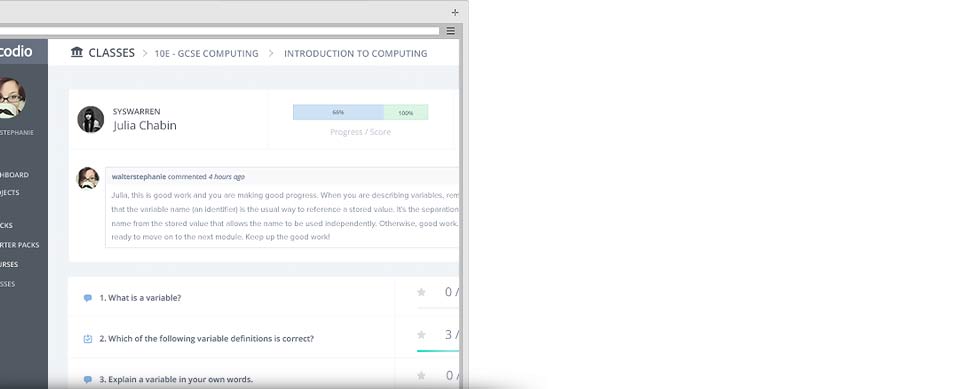 codio
CLASSES
10E - GCSE COMPUTING
INTRODUCTION TO COMPUTING
STEPHANIE
SYSWARREN
Julia Chabin
66%
100%
Progress / Score
HBOARD
JECTS
CKS
RTER PACKS
URSES
SSES
walterstephanie commented 4 hours ago
Julia, this is good work and you are making good progress. When you are describing variables, rem
that the variable name (an identifier) is the usual way to reference a stored value. It's the separation
name from the stored value that allows the name to be used independently. Otherwise, good work.
ready to move on to the next module. Keep up the good work!
1. What is a variable?
0 /
2. Which of the following variable definitions is correct?
3 /
3. Explain a variable in your own words.
0 /